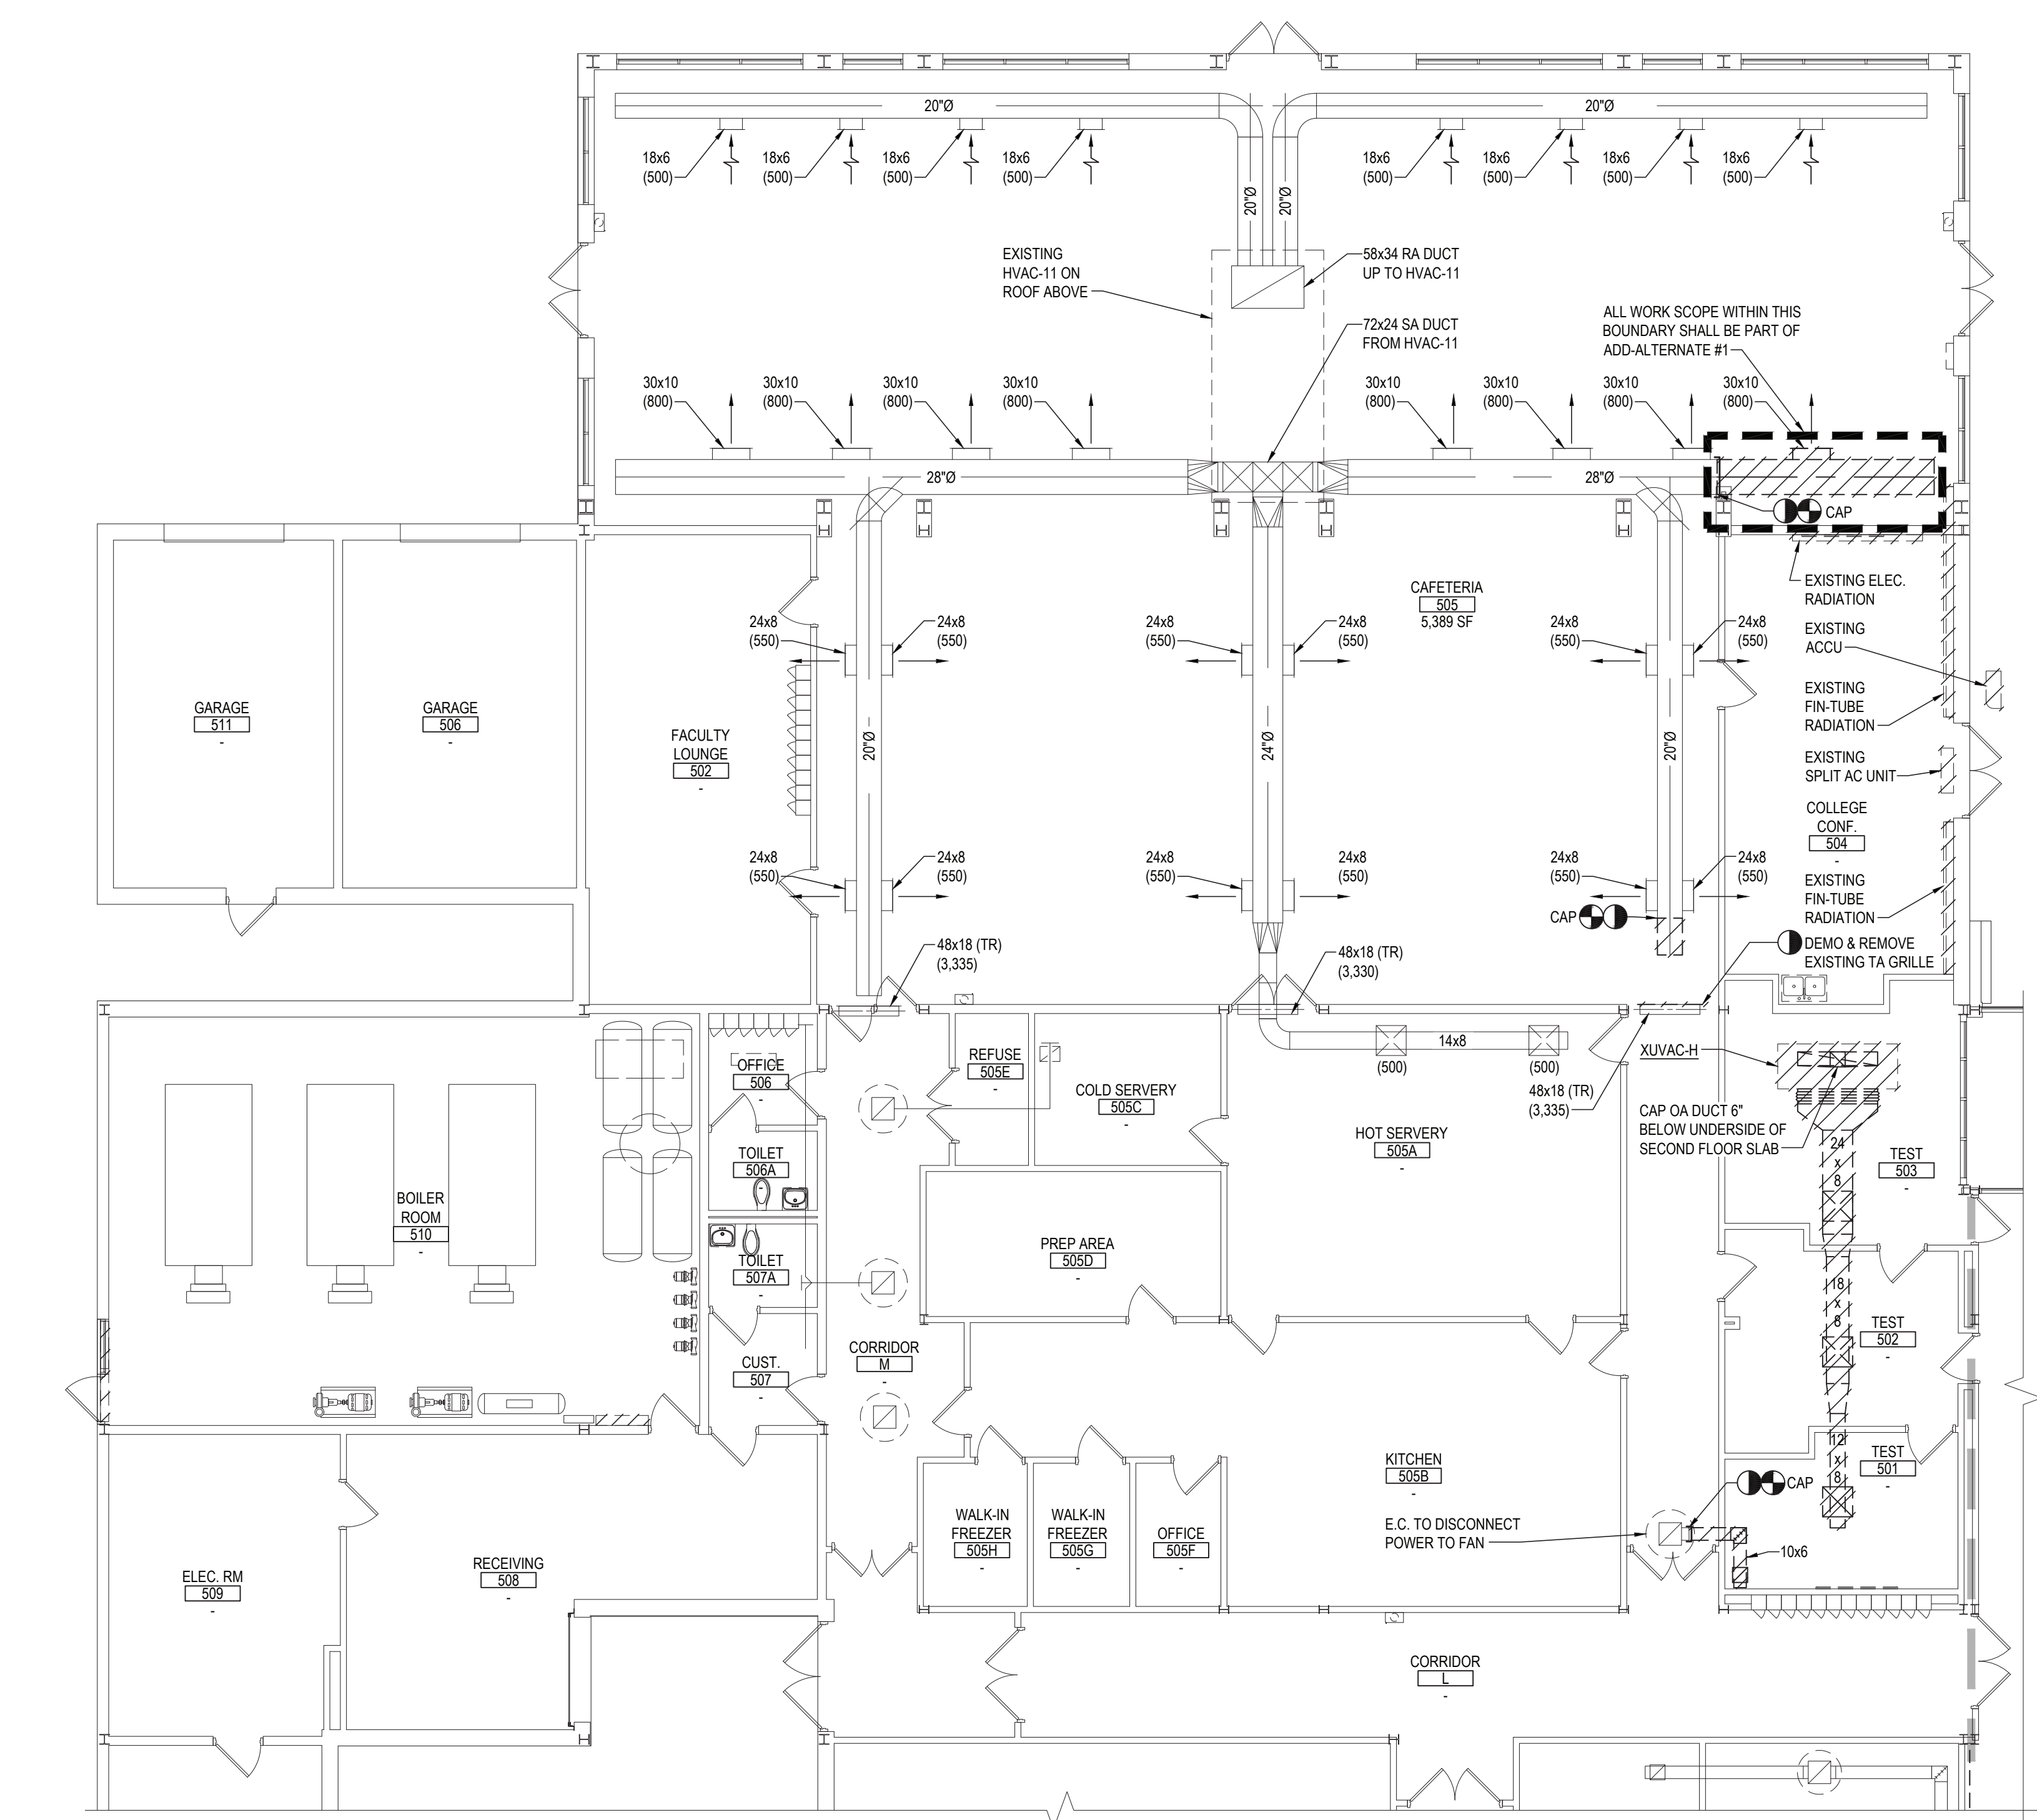 20"Ø
20"Ø
18x6
(500)
18x6
(500)
18x6
(500)
18x6
(500)
18x6
(500)
18x6
(500)
18x6
(500)
18x6
(500)
20"Ø
20"Ø
EXISTING
HVAC-11 ON
ROOF ABOVE
58x34 RA DUCT
UP TO HVAC-11
72x24 SA DUCT
FROM HVAC-11
ALL WORK SCOPE WITHIN THIS
BOUNDARY SHALL BE PART OF
ADD-ALTERNATE #1
30x10
(800)
30x10
(800)
30x10
(800)
30x10
(800)
30x10
(800)
30x10
(800)
30x10
(800)
30x10
(800)
28"Ø
28"Ø
CAP
EXISTING ELEC.
RADIATION
EXISTING
ACCU
EXISTING
FIN-TUBE
RADIATION
EXISTING
SPLIT AC UNIT
COLLEGE
CONF.
504
-
EXISTING
FIN-TUBE
RADIATION
DEMO & REMOVE
EXISTING TA GRILLE
CAFETERIA
505
5,389 SF
24x8
(550)
24x8
(550)
24x8
(550)
24x8
(550)
24x8
(550)
24x8
(550)
GARAGE
511
-
GARAGE
506
-
FACULTY
LOUNGE
502
-
20"Ø
24"Ø
20"Ø
24x8
(550)
24x8
(550)
24x8
(550)
24x8
(550)
24x8
(550)
24x8
(550)
CAP
48x18 (TR)
(3,335)
48x18 (TR)
(3,330)
14x8
(500)
(500)
48x18 (TR)
(3,335)
XUVAC-H
CAP OA DUCT 6"
BELOW UNDERSIDE OF
SECOND FLOOR SLAB
24
x
8
TEST
503
-
18
x
8
TEST
502
-
12
x
8
TEST
501
-
CAP
10x6
E.C. TO DISCONNECT
POWER TO FAN
OFFICE
506
-
REFUSE
505E
-
COLD SERVERY
505C
-
HOT SERVERY
505A
-
TOILET
506A
-
TOILET
507A
-
PREP AREA
505D
-
BOILER
ROOM
510
-
CUST.
507
-
CORRIDOR
M
-
KITCHEN
505B
-
WALK-IN
FREEZER
505H
-
WALK-IN
FREEZER
505G
-
OFFICE
505F
-
ELEC. RM
509
-
RECEIVING
508
-
CORRIDOR
L
-